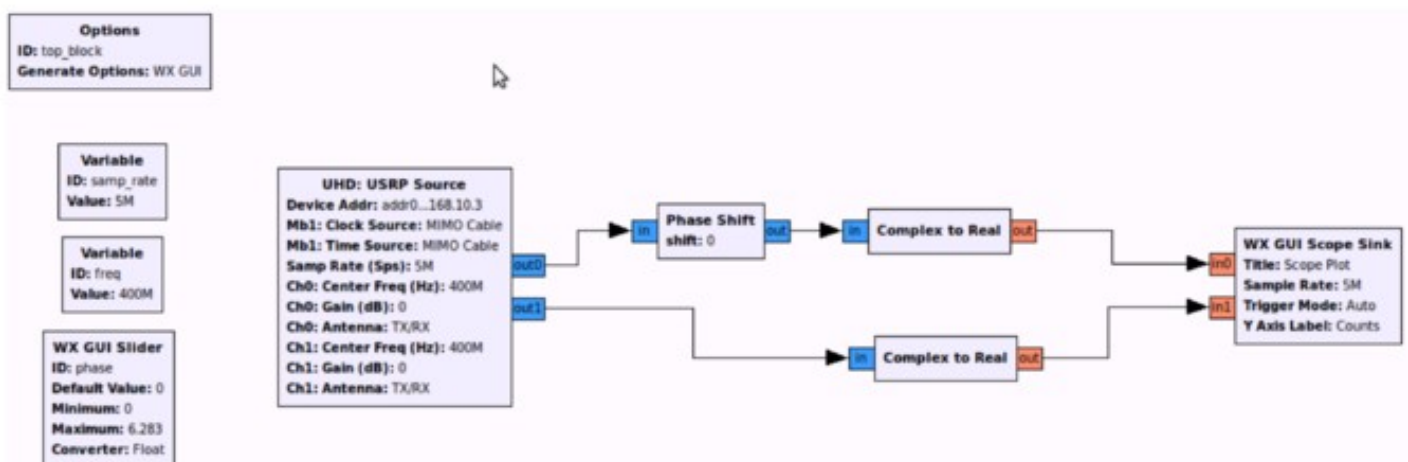 Options
ID: top_block
Generate Options: WX GUI
Variable
ID: samp_rate
Value: 5M
Variable
ID: freq
Value: 400M
WX GUI Slider
ID: phase
Default Value: 0
Minimum: 0
Maximum: 6.283
Converter: Float
UHD: USRP Source
Device Addr: addr0...168.10.3
Mb1: Clock Source: MIMO Cable
Mb1: Time Source: MIMO Cable
Samp Rate (Sps): 5M
Ch0: Center Freq (Hz): 400M
Ch0: Gain (dB): 0
Ch0: Antenna: TX/RX
Ch1: Center Freq (Hz): 400M
Ch1: Gain (dB): 0
Ch1: Antenna: TX/RX
out0
out1
in
Phase Shift
shift: 0
out
in
Complex to Real
out
in
Complex to Real
out
in0
in1
WX GUI Scope Sink
Title: Scope Plot
Sample Rate: 5M
Trigger Mode: Auto
Y Axis Label: Counts